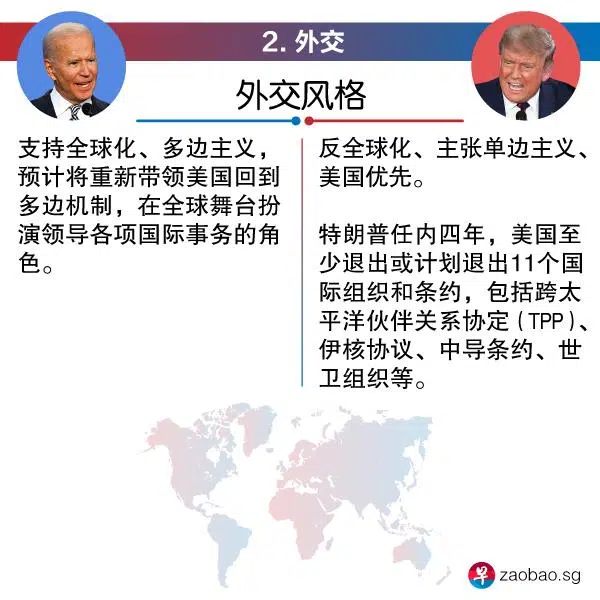 2. 外交
外交风格
支持全球化、多边主义，
预计将重新带领美国回到
多边机制，在全球舞台扮
演领导各项国际事务的角
色。
反全球化、主张单边主义、
美国优先。
特朗普任内四年，美国至
少退出或计划退出11个国
际组织和条约，包括跨太
平洋伙伴关系协定（TPP）、
伊核协议、中导条约、世
卫组织等。
早 zaobao.sg